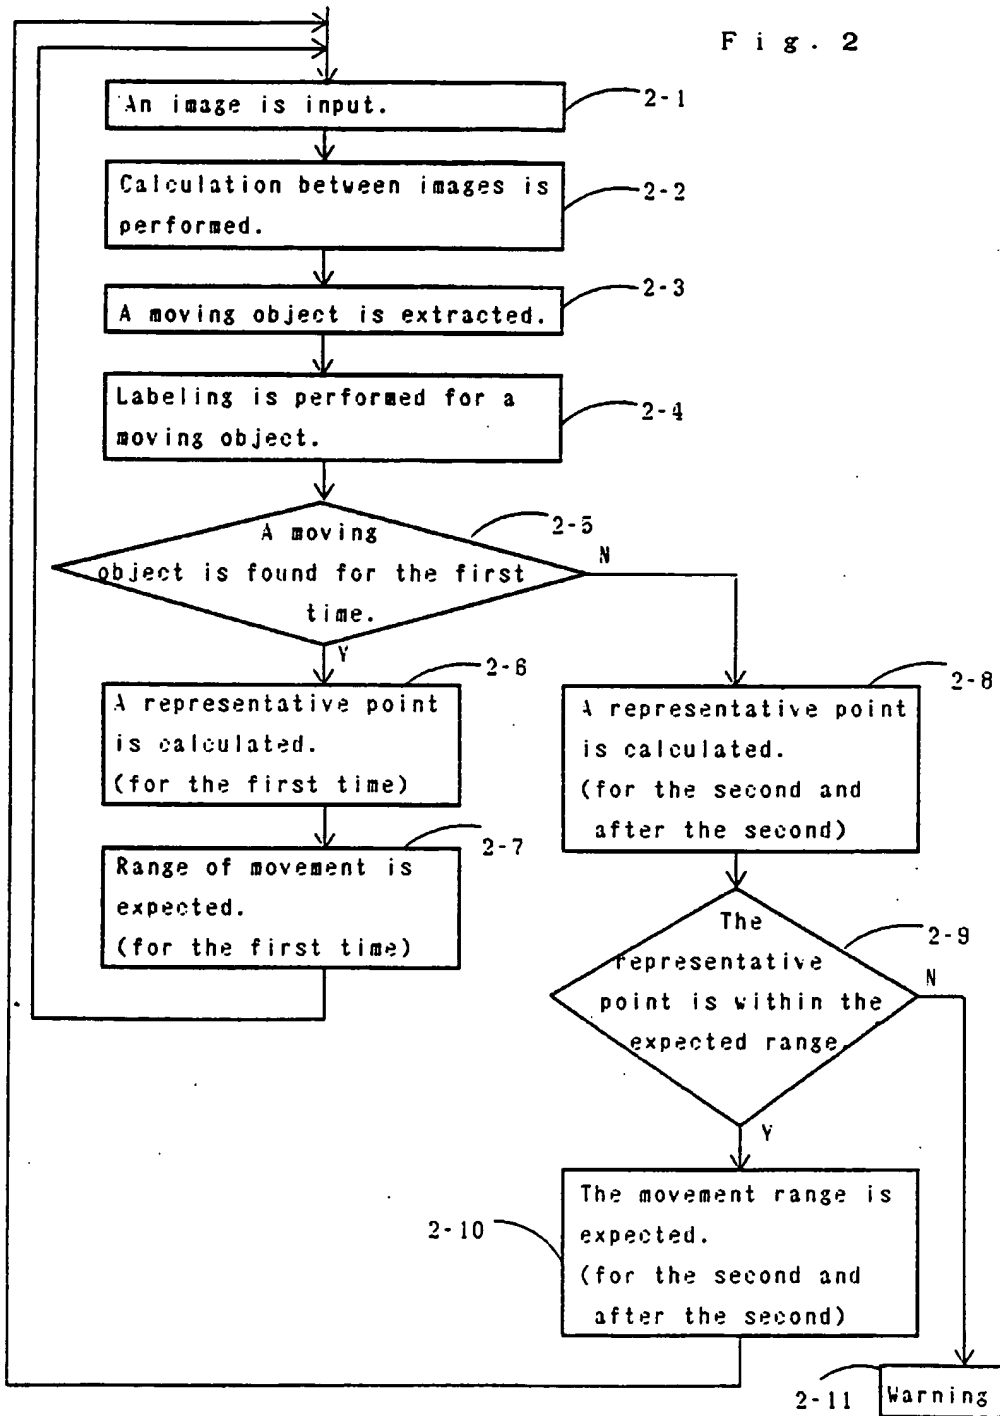 Fig. 2
An image is input.
2-1
Calculation between images is
performed.
2-2
A moving object is extracted.
2-3
Labeling is performed for a
moving object.
2-4
A moving
object is found for the first
time.
2-5
N
Y
A representative point
is calculated.
(for the first time)
2-6
Range of movement is
expected.
(for the first time)
2-7
A representative point
is calculated.
(for the second and
after the second)
2-8
The
representative
point is within the
expected range.
2-9
N
Y
The movement range is
expected.
(for the second and
after the second)
2-10
Warning
2-11